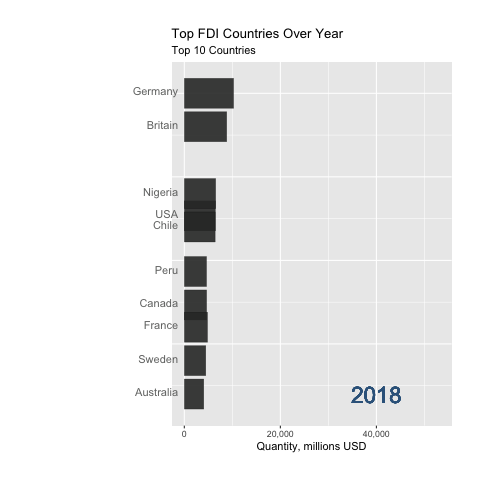 Top FDI Countries Over Year
Top 10 Countries
Germany
Britain
Nigeria
USA
Chile
Peru
Canada
France
Sweden
Australia
2018
0 20,000 40,000
Quantity, millions USD